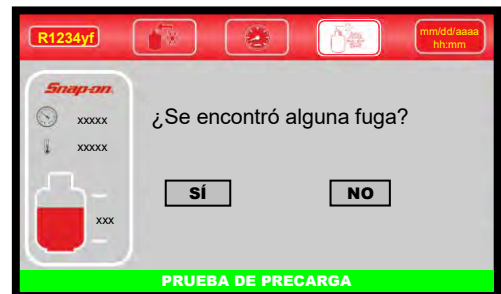 R1234yf)
mm/dd/aaaa
hh:mm
Snap-on
xxxxx
xxxxx
xxx
¿Se encontró alguna fuga?
SÍ
NO
PRUEBA DE PRECARGA